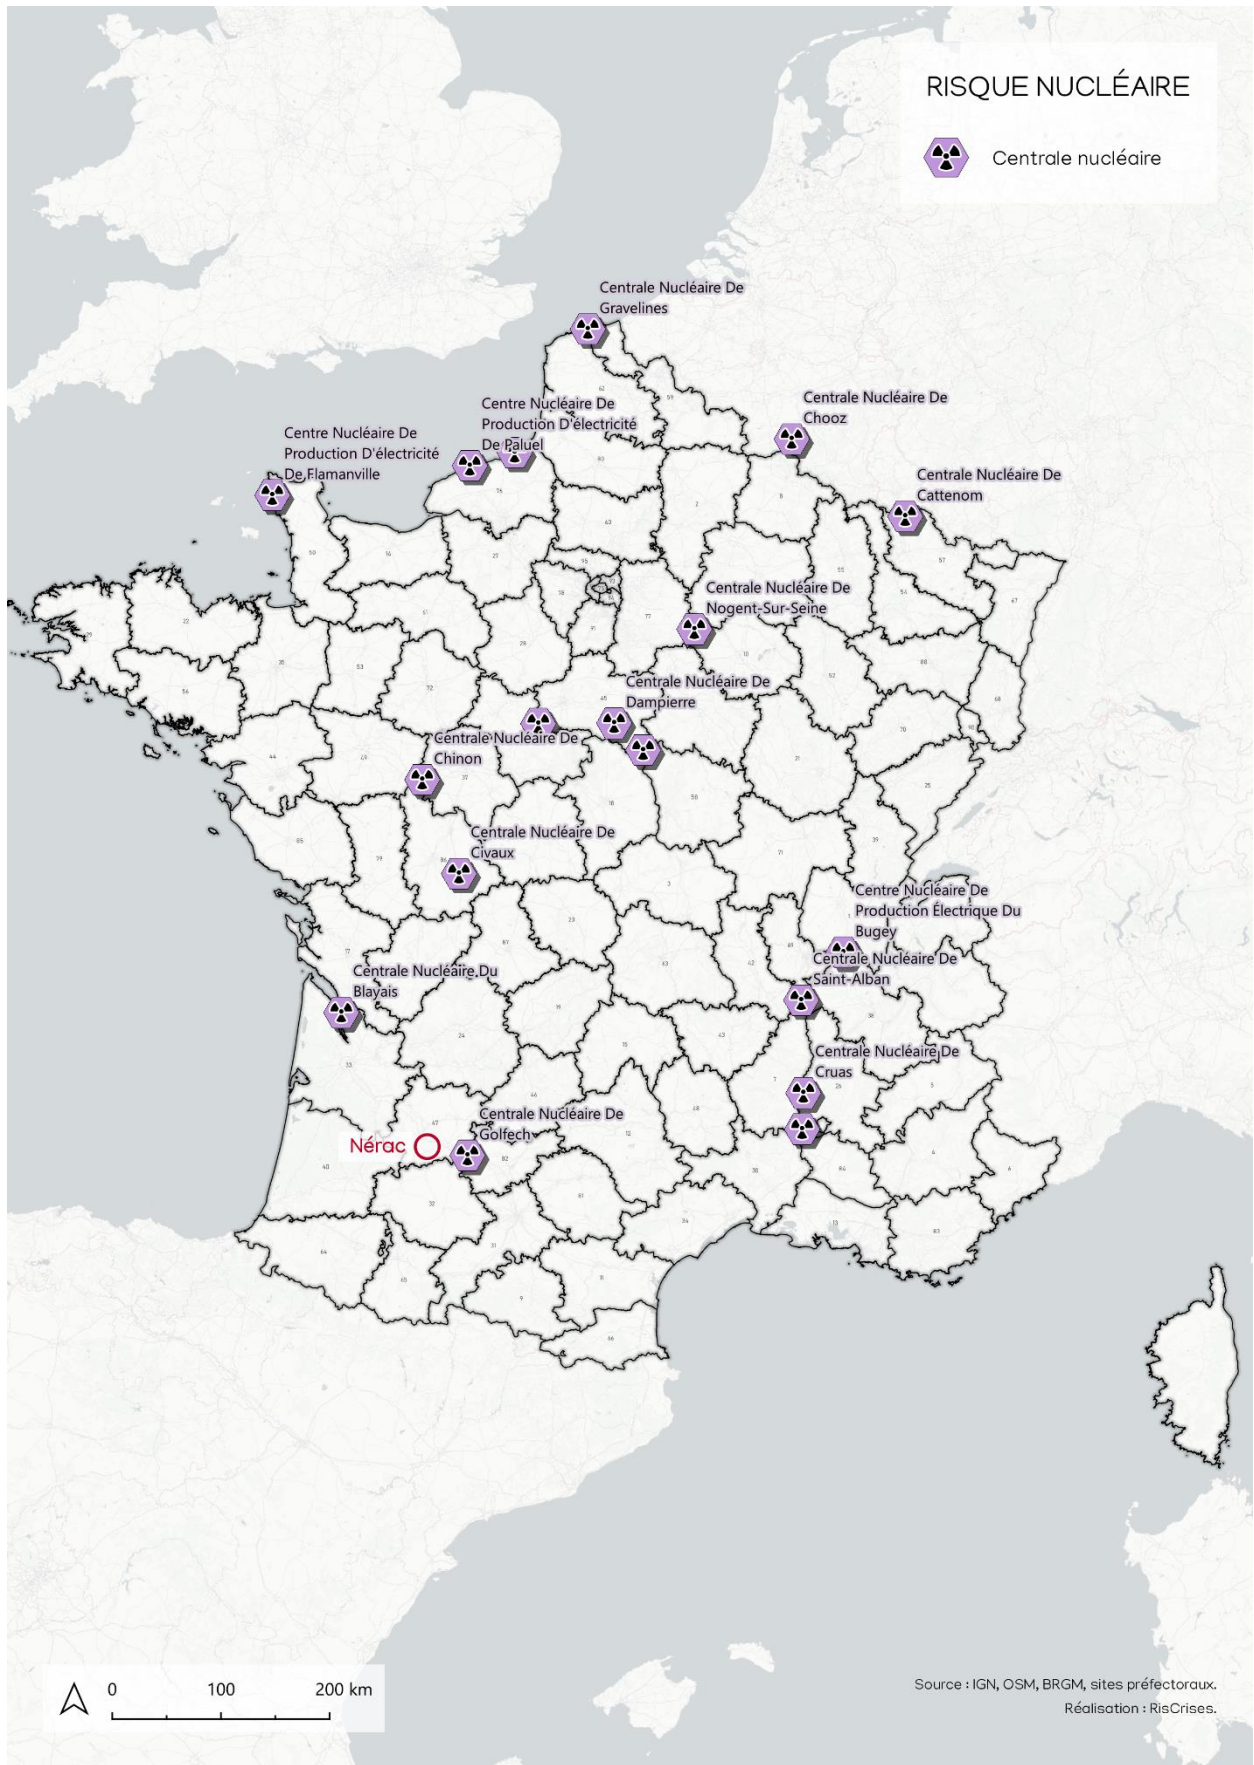 RISQUE NUCLÉAIRE
Centrale nucléaire
Centrale Nucléaire De
Gravelines
Centre Nucléaire De
Production D'électricité
De Paluel
Centrale Nucléaire De
Chooz
Centre Nucléaire De
Production D'électricité
De Flamanville
Centrale Nucléaire De
Cattenom
Centrale Nucléaire De
Nogent-Sur-Seine
Centrale Nucléaire De
Dampierre
Centrale Nucléaire De
Chinon
Centrale Nucléaire De
Civaux
Centre Nucléaire De
Production Électrique Du
Bugey
Centrale Nucléaire De
Saint-Alban
Centrale Nucléaire Du
Blayais
Centrale Nucléaire De
Cruas
Centrale Nucléaire De
Golfech
Nérac
0 100 200 km
Source : IGN, OSM, BRGM, sites préfectoraux.
Réalisation : RisCrises.